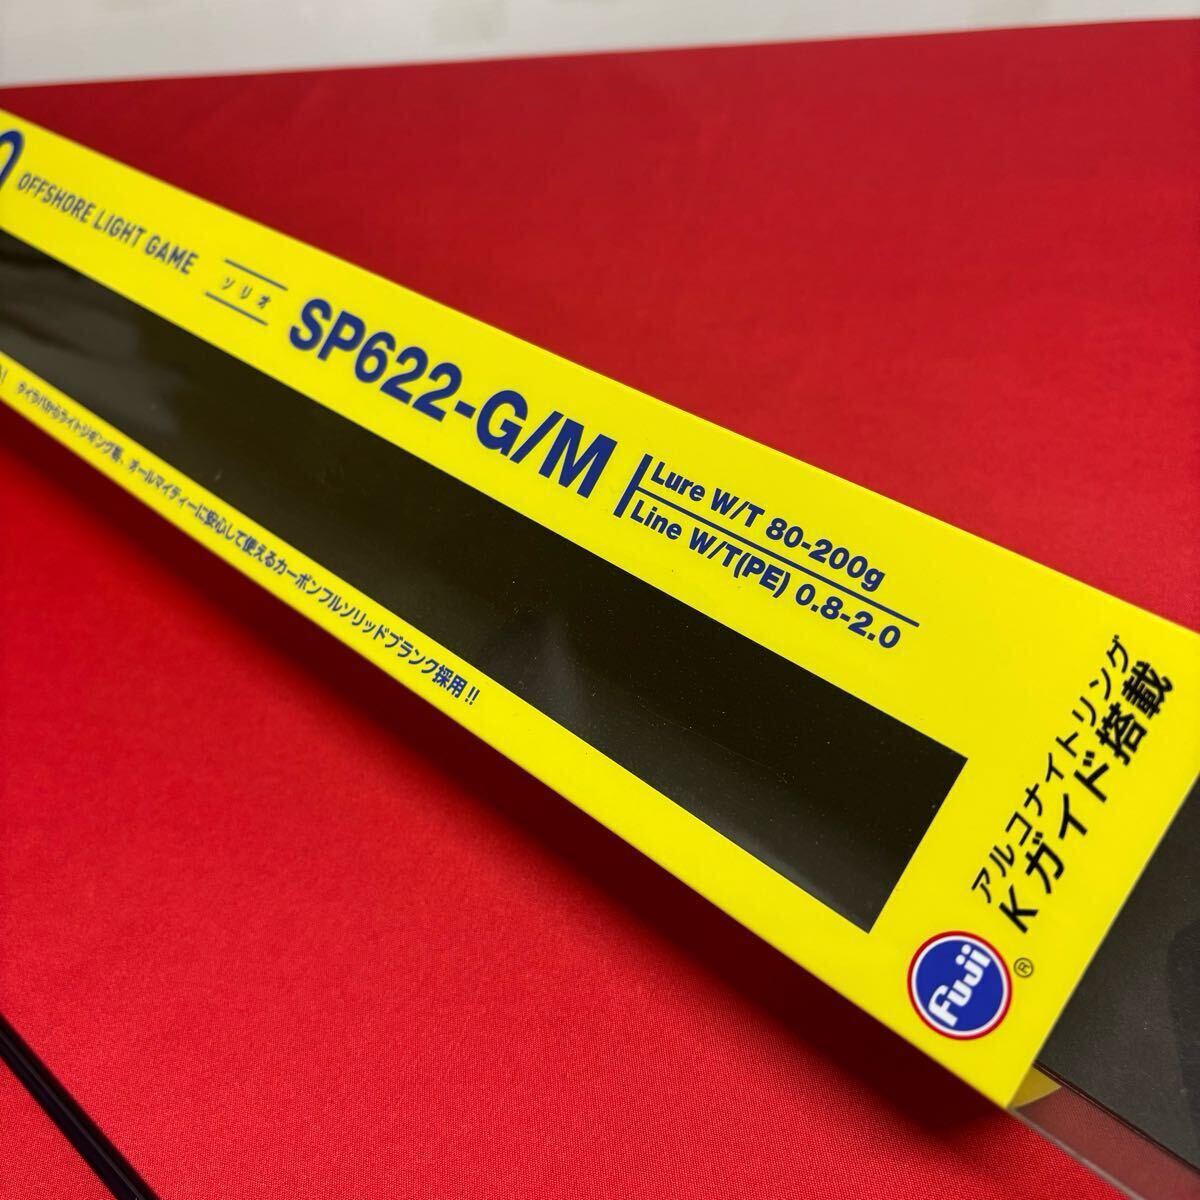 OFFSHORE LIGHT GAME
ソリオ
SP622-G/M
Lure W/T 80-200g
Line W/T(PE) 0.8-2.0
タイラバからライトジギング等、オールマイティーに安心して使えるカーボンフルソリッドブランク採用!!
アルコナイトリング
Kガイド搭載
Fuji ®